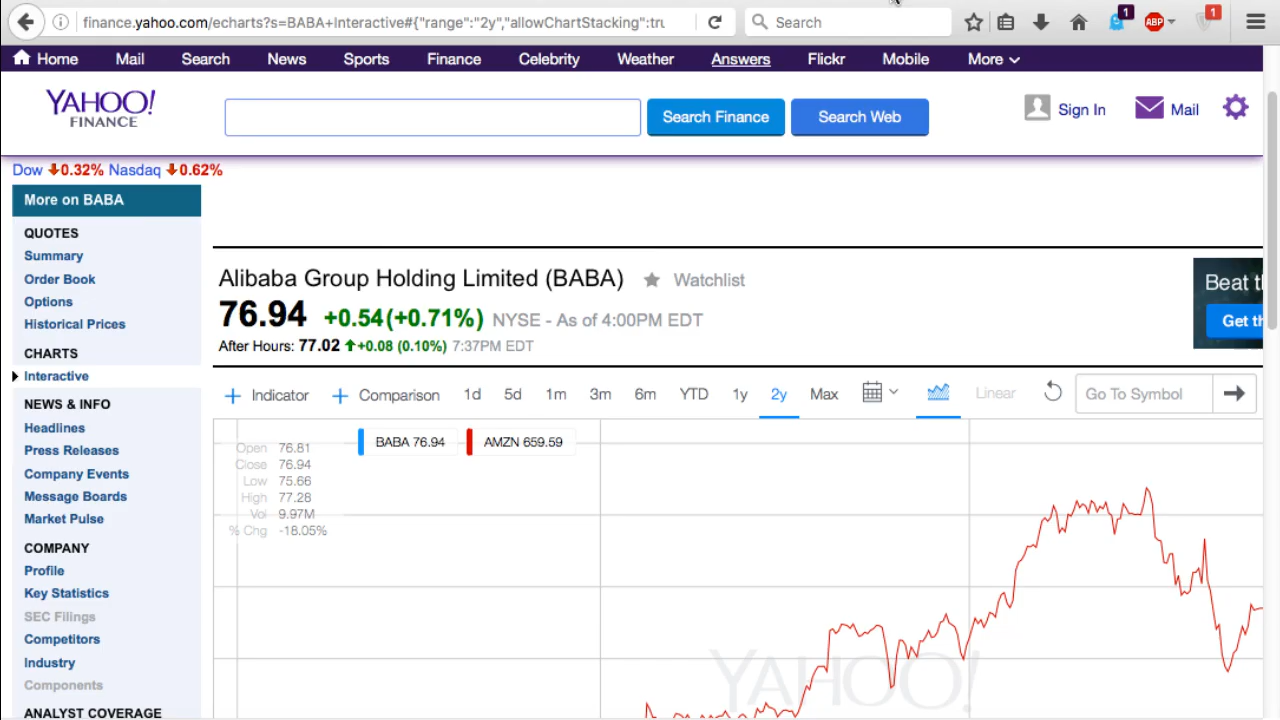 finance.yahoo.com/echarts?s=BABA+Interactive#{"range":"2y","allowChartStacking":tru
Search
1
ABP
1
Home Mail Search News Sports Finance Celebrity Weather Answers Flickr Mobile More
YAHOO!
FINANCE
Search Finance
Search Web
Sign In
Mail
Dow 0.32% Nasdaq 0.62%
More on BABA
QUOTES
Summary
Order Book
Options
Historical Prices
CHARTS
Interactive
NEWS & INFO
Headlines
Press Releases
Company Events
Message Boards
Market Pulse
COMPANY
Profile
Key Statistics
SEC Filings
Competitors
Industry
Components
ANALYST COVERAGE
Alibaba Group Holding Limited (BABA) Watchlist
76.94 +0.54(+0.71%) NYSE - As of 4:00PM EDT
After Hours: 77.02 +0.08 (0.10%) 7:37PM EDT
Beat th
Get th
Indicator Comparison 1d 5d 1m 3m 6m YTD 1y 2y Max Linear Go To Symbol
BABA 76.94 AMZN 659.59
Open 76.81
Close 76.94
Low 75.66
High 77.28
Vol 9.97M
% Chg -18.05%
YAHOO!